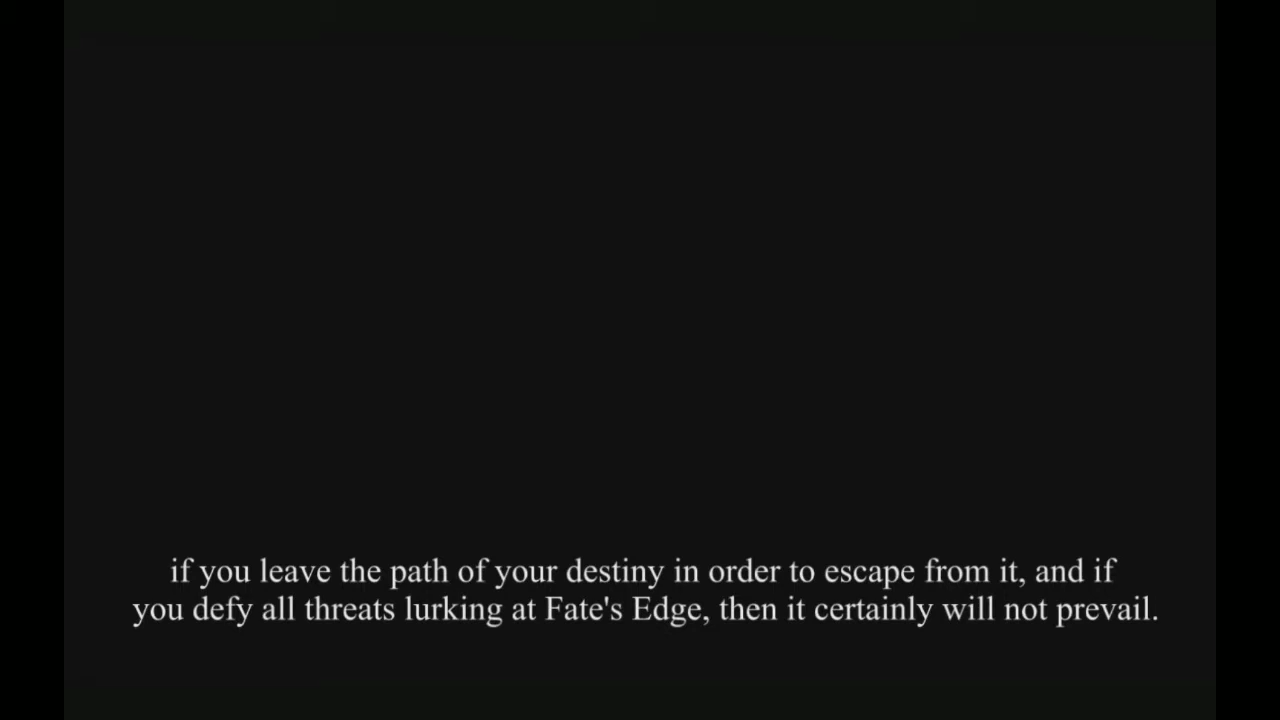 if you leave the path of your destiny in order to escape from it, and if
you defy all threats lurking at Fate's Edge, then it certainly will not prevail.